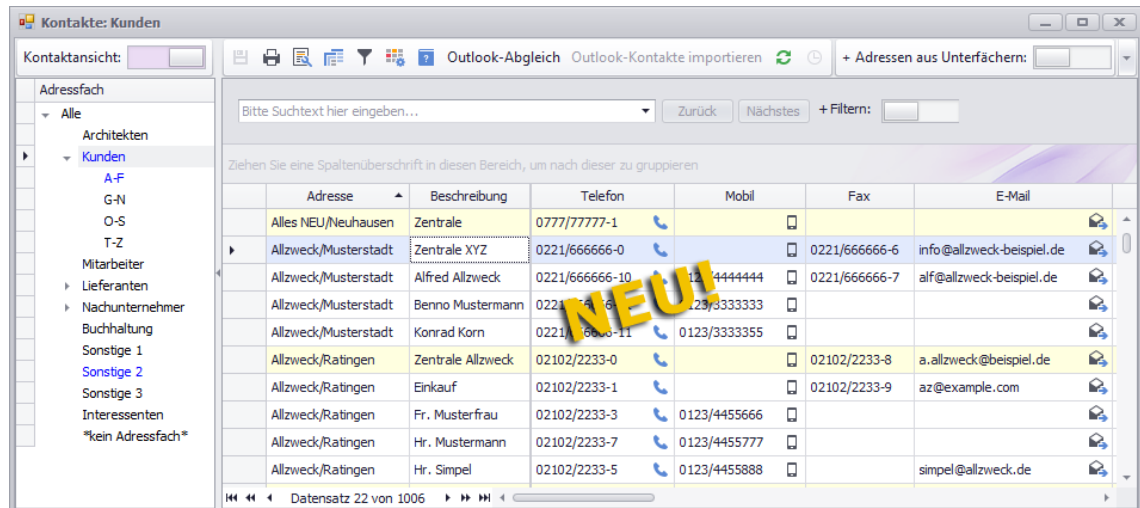 Kontakte: Kunden
Kontaktansicht:
Outlook-Abgleich Outlook-Kontakte importieren + Adressen aus Unterfächern:
Adressfach
Alle
Architekten
Kunden
A-F
G-N
O-S
T-Z
Mitarbeiter
Lieferanten
Nachunternehmer
Buchhaltung
Sonstige 1
Sonstige 2
Sonstige 3
Interessenten
*kein Adressfach*
Bitte Suchtext hier eingeben... Zurück Nächstes + Filtern:
Ziehen Sie eine Spaltenüberschrift in diesen Bereich, um nach dieser zu gruppieren
Adresse Beschreibung Telefon Mobil Fax E-Mail
Alles NEU/Neuhausen Zentrale 0777/77777-1
Allzweck/Musterstadt Zentrale XYZ 0221/666666-0 0221/666666-6 info@allzweck-beispiel.de
Allzweck/Musterstadt Alfred Allzweck 0221/666666-10 0221/666666-7 alf@allzweck-beispiel.de
Allzweck/Musterstadt Benno Mustermann
Allzweck/Musterstadt Konrad Korn 0123/3333355
Allzweck/Ratingen Zentrale Allzweck 02102/2233-0 02102/2233-8 a.allzweck@beispiel.de
Allzweck/Ratingen Einkauf 02102/2233-1 02102/2233-9 az@example.com
Allzweck/Ratingen Fr. Musterfrau 02102/2233-3 0123/4455666
Allzweck/Ratingen Hr. Mustermann 02102/2233-7 0123/4455777
Allzweck/Ratingen Hr. Simpel 02102/2233-5 0123/4455888 simpel@allzweck.de
NEU!
Datensatz 22 von 1006